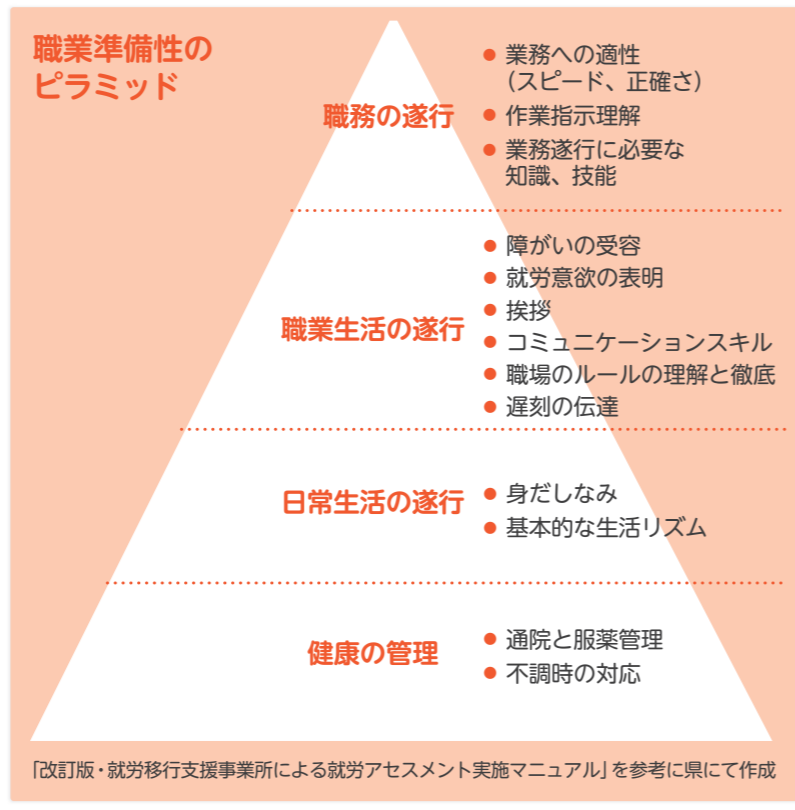 職業準備性の
ピラミッド
職務の遂行
● 業務への適性
（スピード、正確さ）
● 作業指示理解
● 業務遂行に必要な
知識、技能
職業生活の遂行
● 障がいの受容
● 就労意欲の表明
● 挨拶
● コミュニケーションスキル
● 職場のルールの理解と徹底
● 遅刻の伝達
日常生活の遂行
● 身だしなみ
● 基本的な生活リズム
健康の管理
● 通院と服薬管理
● 不調時の対応
「改訂版・就労移行支援事業所による就労アセスメント実施マニュアル」を参考に県にて作成